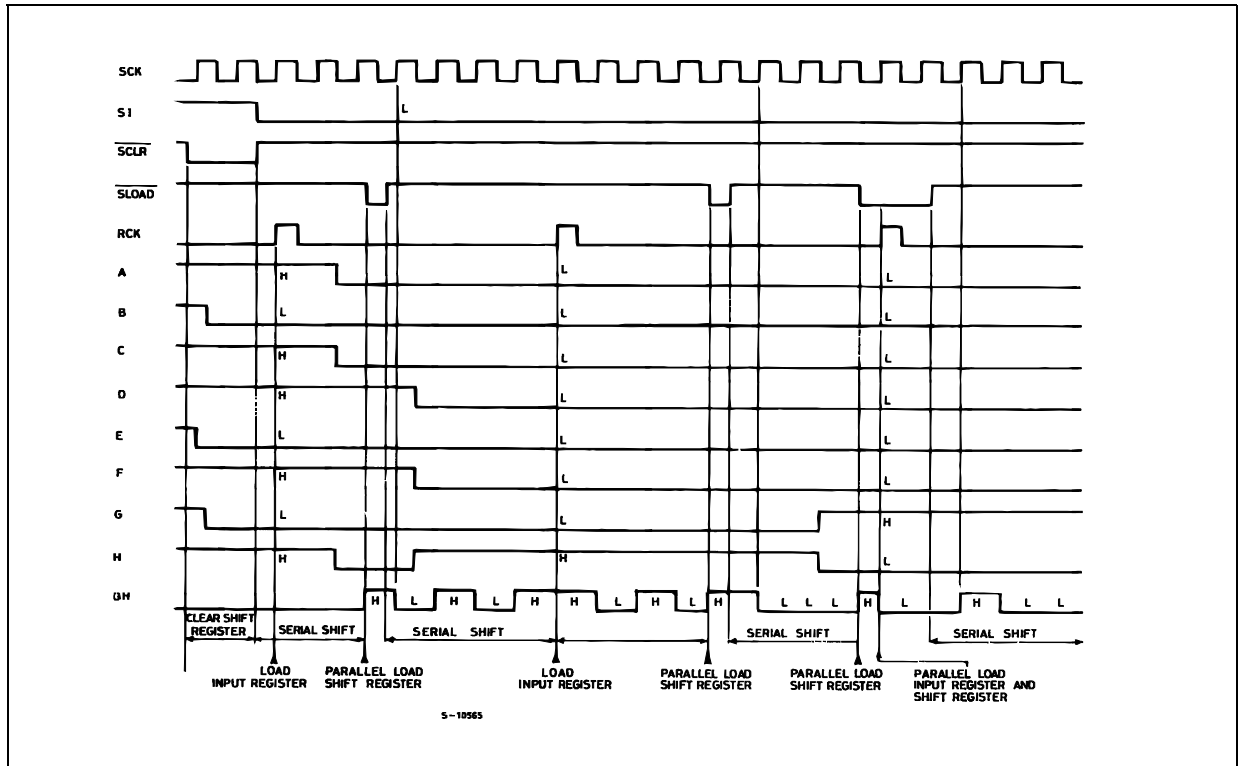 SCK
SI L
SCLR
SLOAD
RCK
A H L L
B L L L
C H L L
D H L L
E L L L
F H L L
G L L H
H H H L
QH H L H L H H L H L H L L L H L H L L
CLEAR SHIFT
REGISTER
SERIAL SHIFT SERIAL SHIFT SERIAL SHIFT SERIAL SHIFT
LOAD
INPUT REGISTER
PARALLEL LOAD
SHIFT REGISTER
LOAD
INPUT REGISTER
PARALLEL LOAD
SHIFT REGISTER
PARALLEL LOAD
SHIFT REGISTER
PARALLEL LOAD
INPUT REGISTER AND
SHIFT REGISTER
S-10565